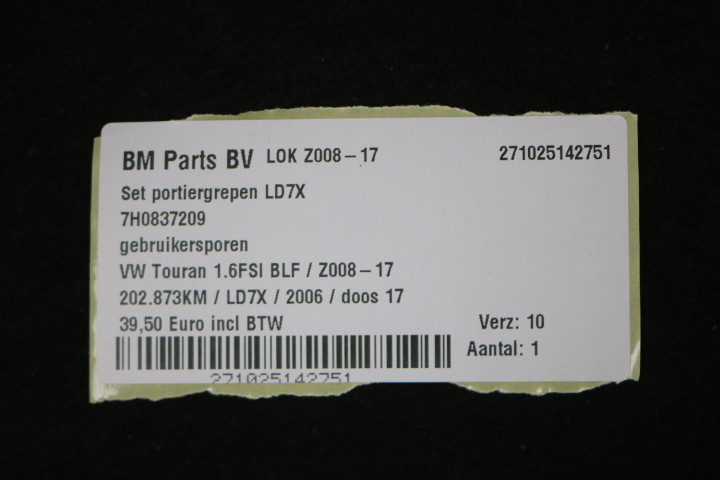 BM Parts BV LOK Z008-17 271025142751
Set portiergrepen LD7X
7H0837209
gebruikersporen
VW Touran 1.6FSI BLF / Z008-17
202.873KM / LD7X / 2006 / doos 17
39,50 Euro incl BTW Verz: 10
Aantal: 1
271025142751